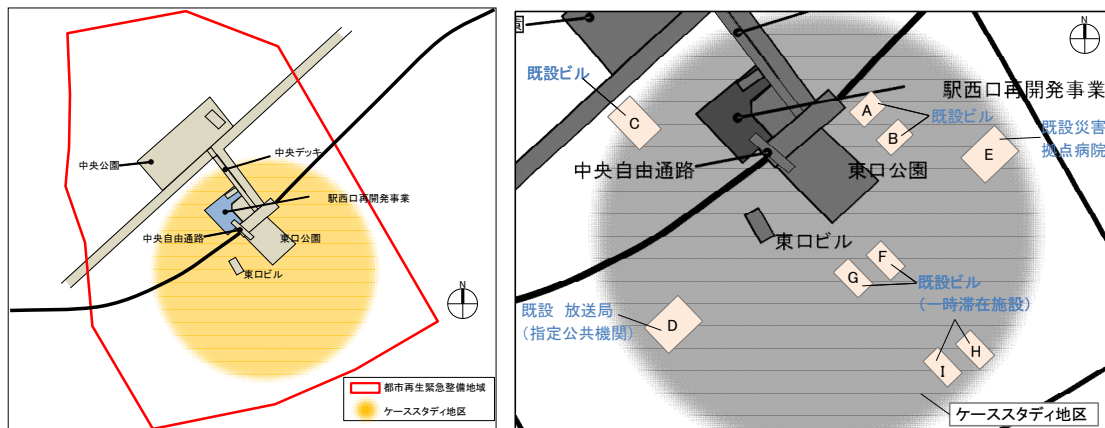 中央公園
中央デッキ
駅西口再開発事業
中央自由通路
東口公園
東口ビル
N
都市再生緊急整備地域
ケーススタディ地区
N
既設ビル
C
駅西口再開発事業
A
既設ビル
B
既設災害
拠点病院
E
中央自由通路
東口公園
東口ビル
F
G
既設ビル
(一時滞在施設)
既設 放送局
(指定公共機関)
D
H
I
ケーススタディ地区